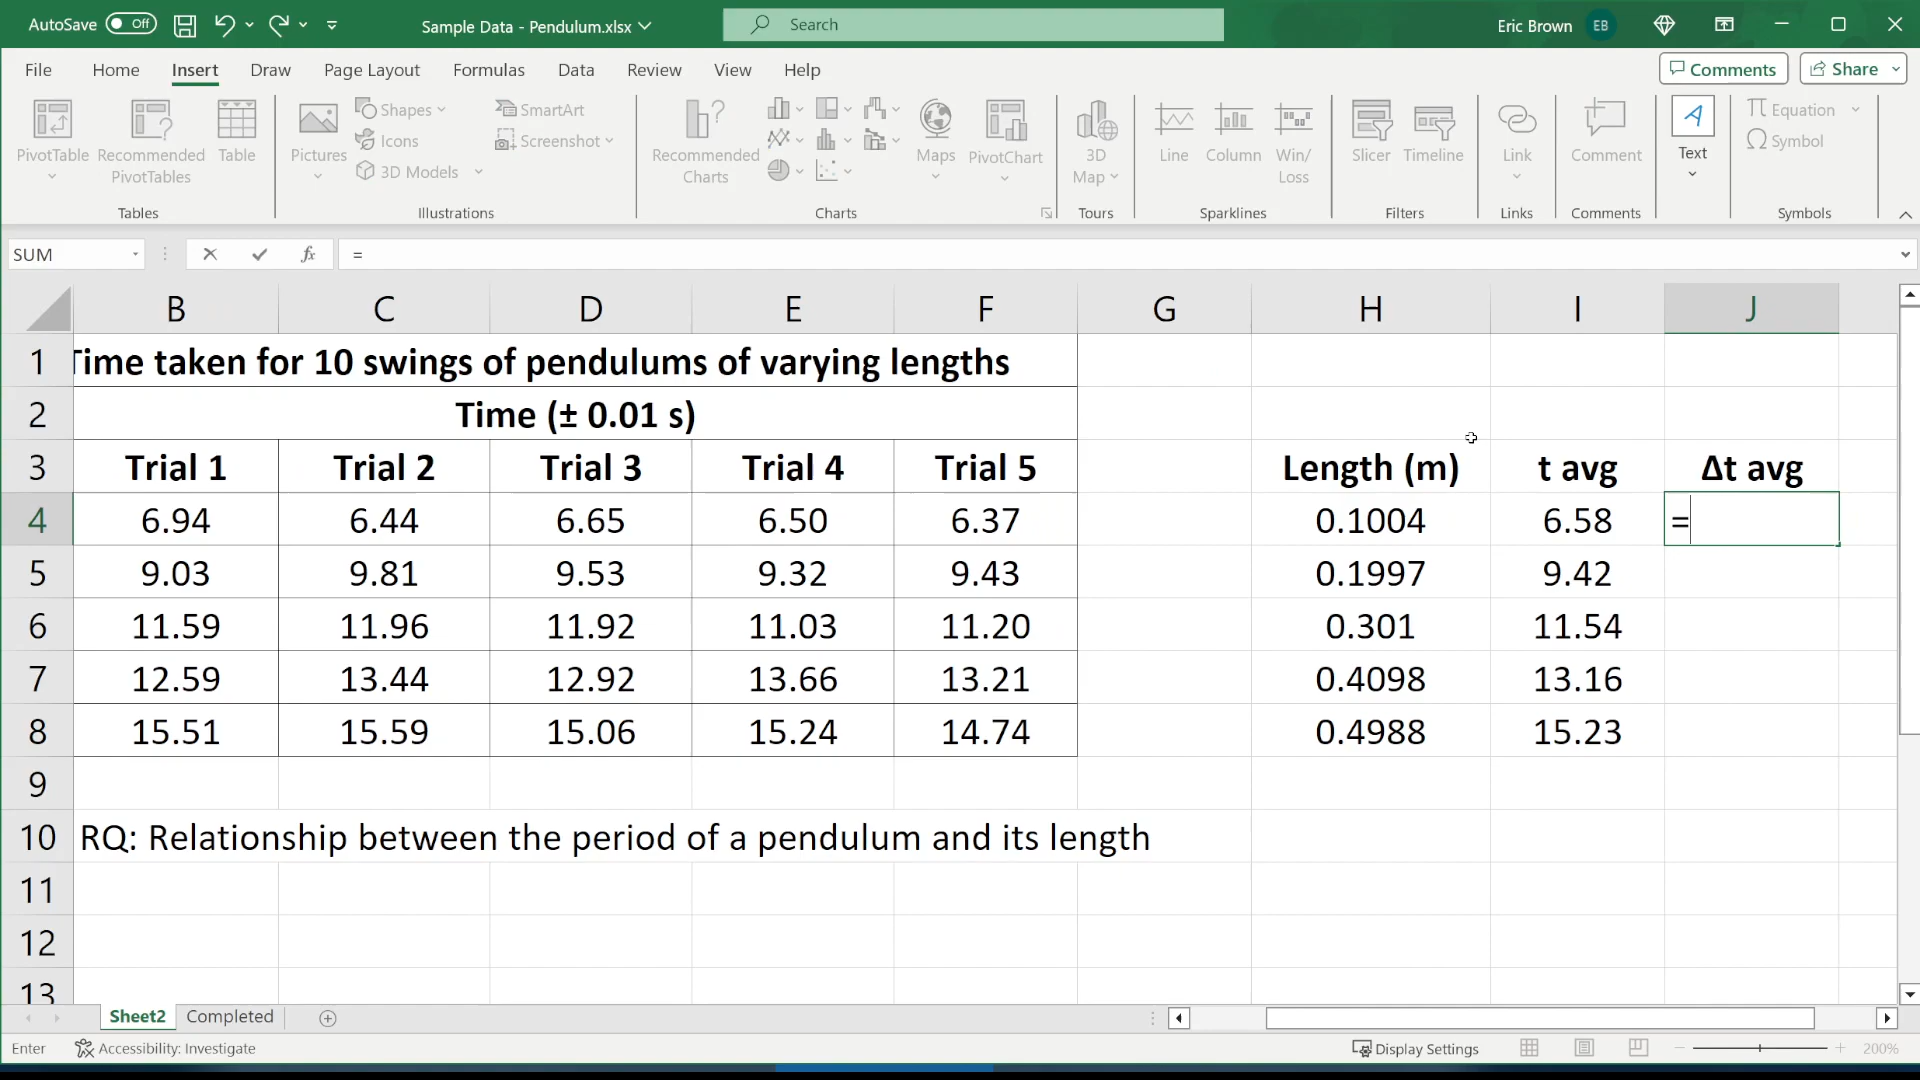 AutoSave Off
Sample Data - Pendulum.xlsx
Search
Eric Brown EB
File Home Insert Draw Page Layout Formulas Data Review View Help
Comments Share
PivotTable
Recommended PivotTables
Table
Pictures
Shapes
Icons
3D Models
SmartArt
Screenshot
Recommended Charts
Maps
PivotChart
3D Map
Line
Column
Win/Loss
Slicer
Timeline
Link
Comment
Text
Equation
Symbol
Tables Illustrations Charts Tours Sparklines Filters Links Comments Symbols
SUM fx =
B C D E F G H I J
1 Time taken for 10 swings of pendulums of varying lengths
2 Time (± 0.01 s)
3 Trial 1 Trial 2 Trial 3 Trial 4 Trial 5 Length (m) t avg Δt avg
4 6.94 6.44 6.65 6.50 6.37 0.1004 6.58 =
5 9.03 9.81 9.53 9.32 9.43 0.1997 9.42
6 11.59 11.96 11.92 11.03 11.20 0.301 11.54
7 12.59 13.44 12.92 13.66 13.21 0.4098 13.16
8 15.51 15.59 15.06 15.24 14.74 0.4988 15.23
9
10 RQ: Relationship between the period of a pendulum and its length
11
12
13
Sheet2 Completed
Enter Accessibility: Investigate Display Settings 200%